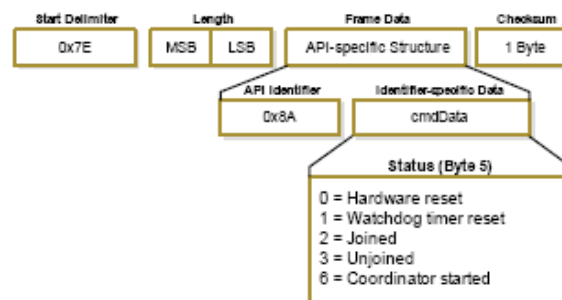 Start Delimiter Length Frame Data Checksum
0x7E MSB LSB API-specific Structure 1 Byte
API Identifier Identifier-specific Data
0x8A cmdData
Status (Byte 5)
0 = Hardware reset
1 = Watchdog timer reset
2 = Joined
3 = Unjoined
6 = Coordinator started